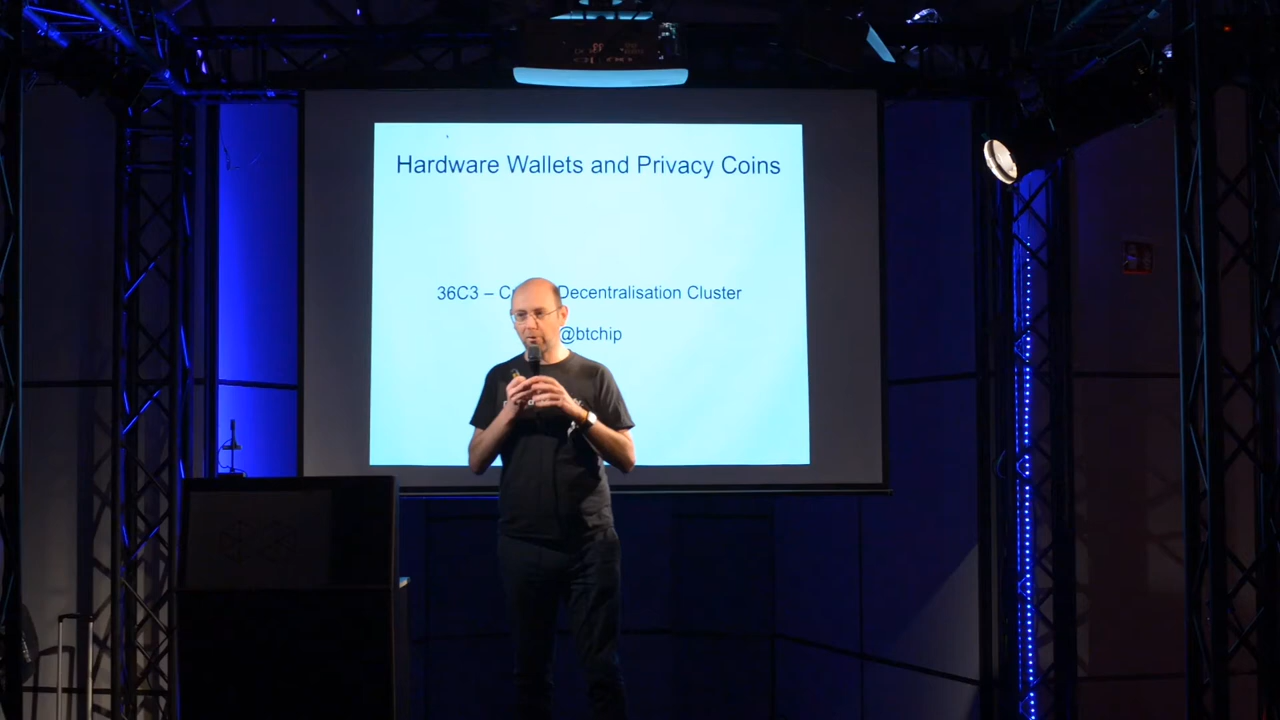 Hardware Wallets and Privacy Coins
36C3 – Decentralisation Cluster
@btchip